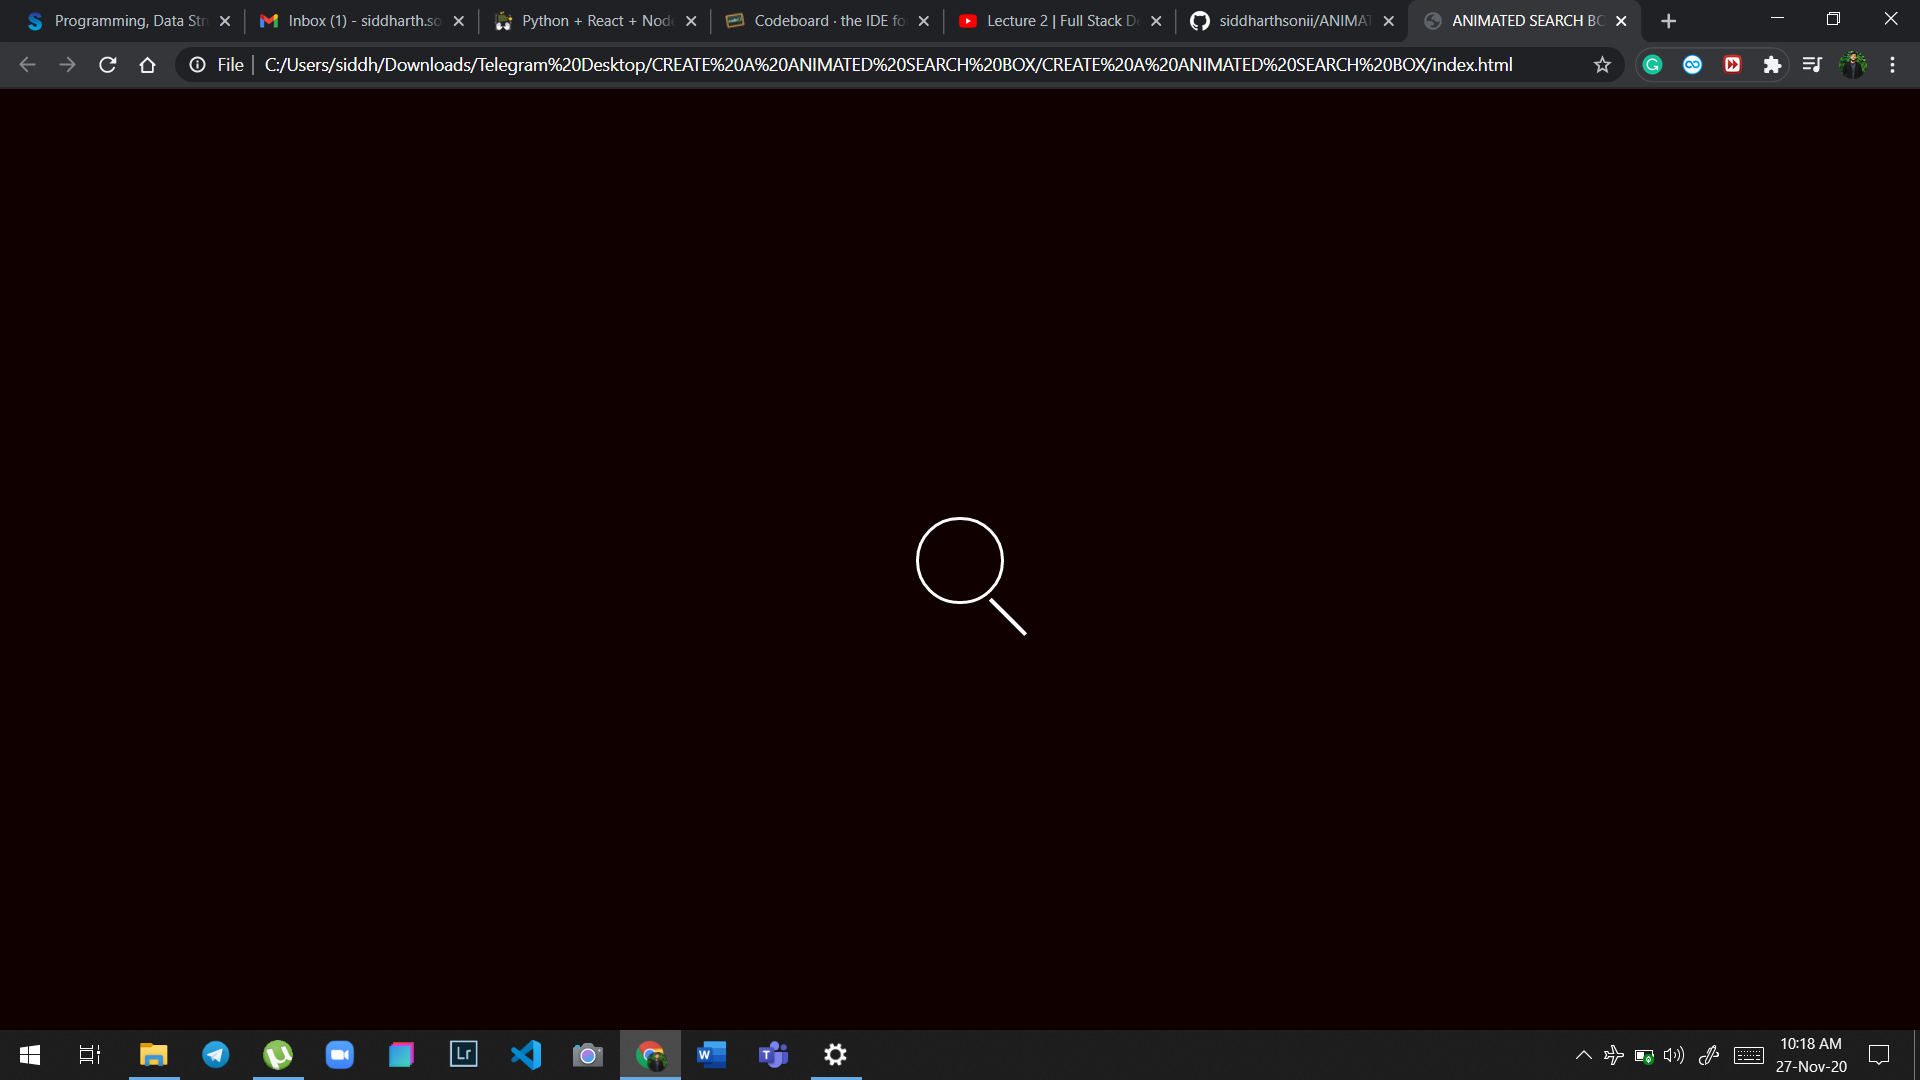 Programming, Data Str
Inbox (1) - siddharth.so
Python + React + Node
Codeboard · the IDE fo
Lecture 2 | Full Stack D
siddharthsonii/ANIMAT
ANIMATED SEARCH BO
File
C:/Users/siddh/Downloads/Telegram%20Desktop/CREATE%20A%20ANIMATED%20SEARCH%20BOX/CREATE%20A%20ANIMATED%20SEARCH%20BOX/index.html
Lr
W
T
10:18 AM
27-Nov-20